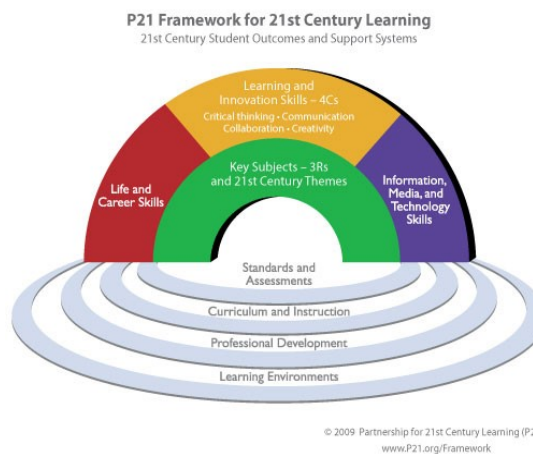 P21 Framework for 21st Century Learning
21st Century Student Outcomes and Support Systems
Learning and
Innovation Skills – 4Cs
Critical thinking • Communication
Collaboration • Creativity
Key Subjects – 3Rs
and 21st Century Themes
Life and
Career Skills
Information,
Media, and
Technology
Skills
Standards and
Assessments
Curriculum and Instruction
Professional Development
Learning Environments
© 2009 Partnership for 21st Century Learning (P2
www.P21.org/Framework